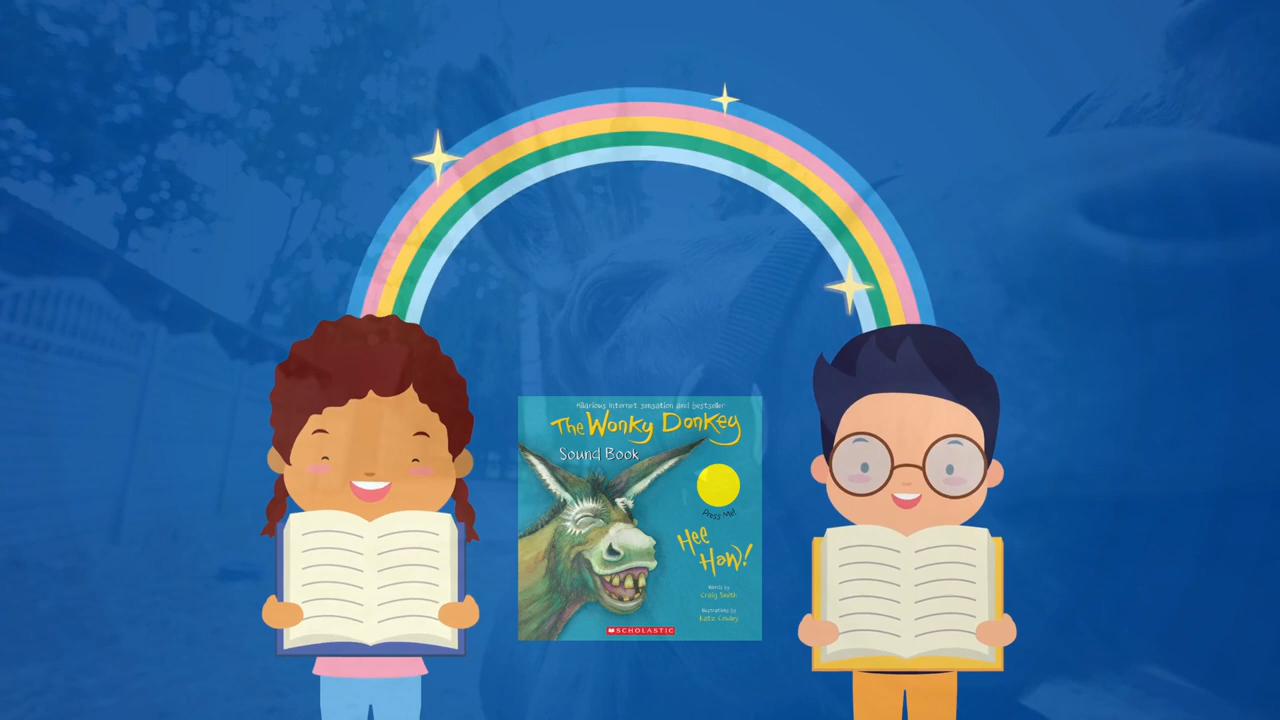 Hilarious internet sensation and bestseller
The Wonky Donkey
Sound Book
Press Me!
Hee
Haw!
Words by
Craig Smith
Illustrations by
Katz Cowley
SCHOLASTIC